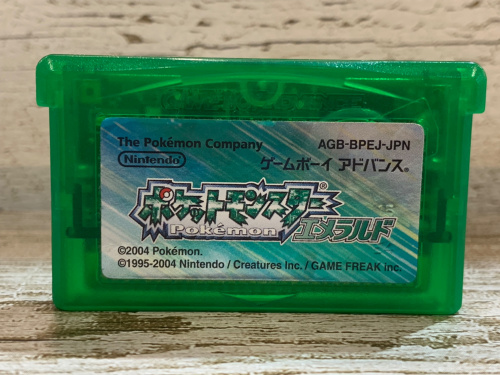 The Pokémon Company
AGB-BPEJ-JPN
Nintendo
ゲームボーイ アドバンス®
ポケットモンスター®
Pokémon
エメラルド
©2004 Pokémon.
©1995-2004 Nintendo / Creatures inc. / GAME FREAK inc.